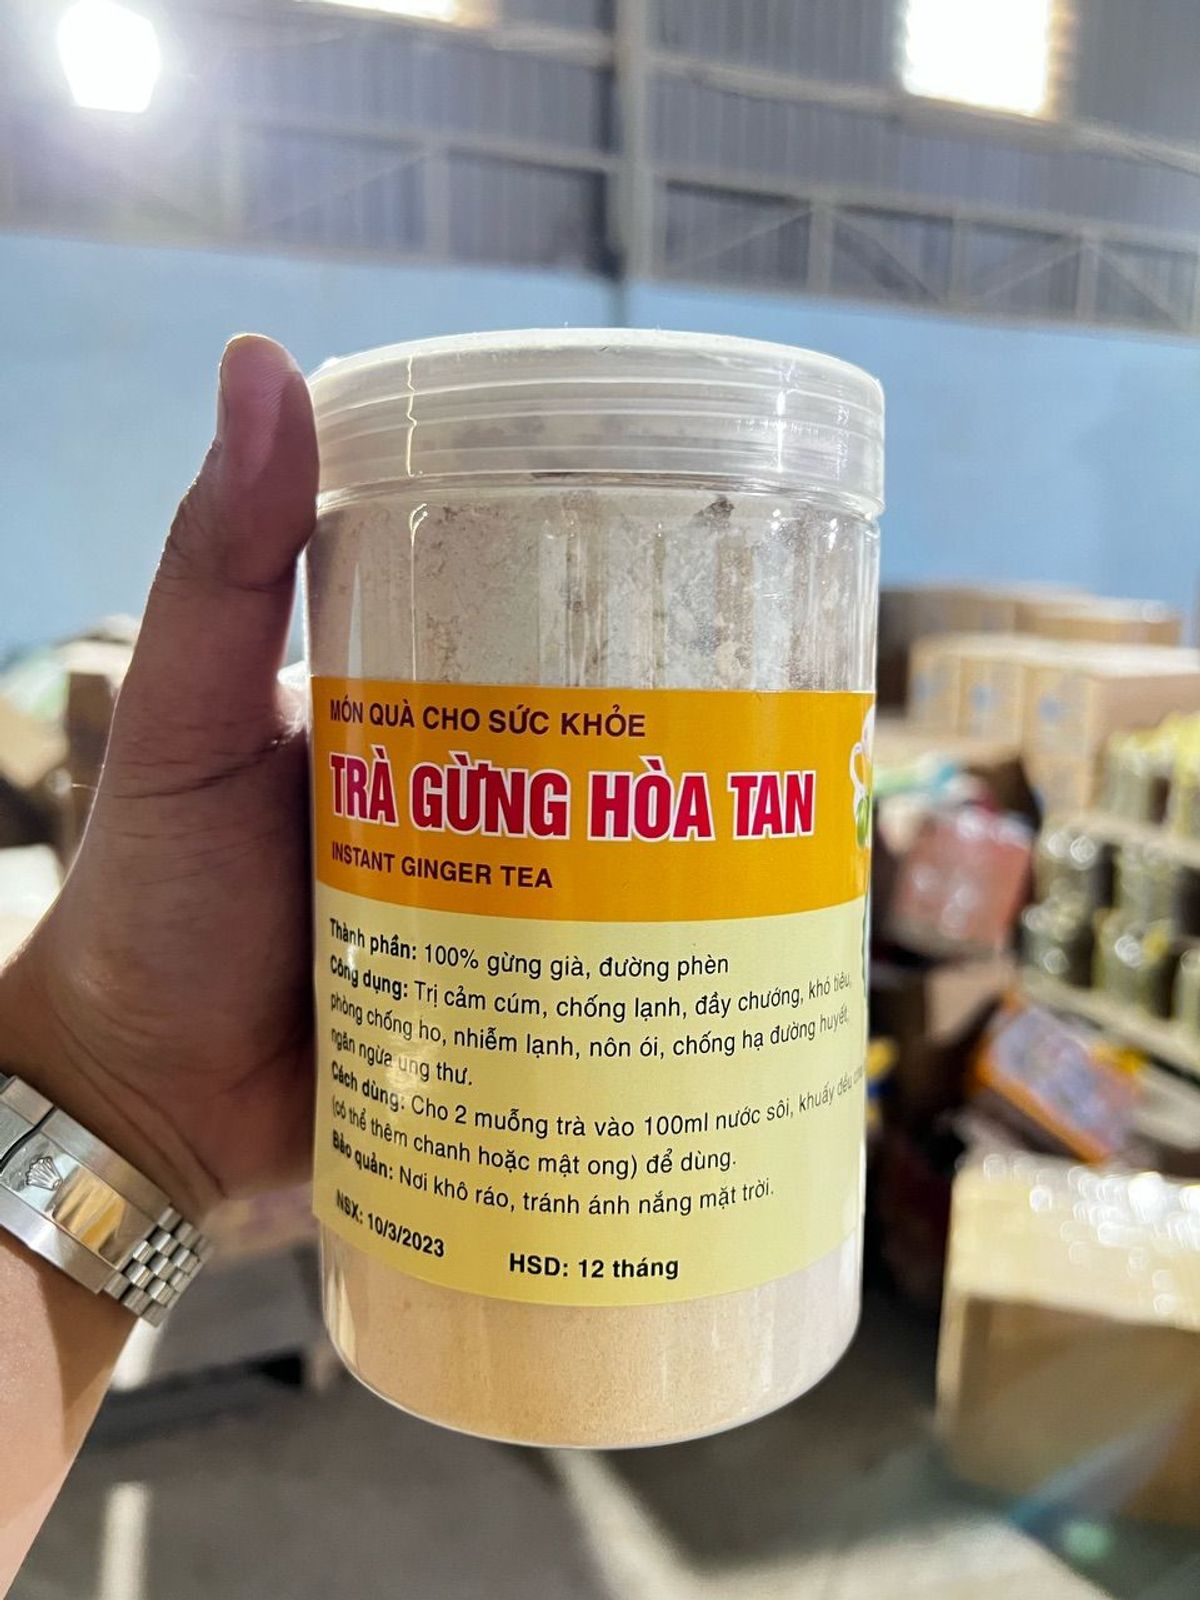 MÓN QUÀ CHO SỨC KHỎE
TRÀ GỪNG HÒA TAN
INSTANT GINGER TEA
Thành phần: 100% gừng già, đường phèn
Công dụng: Trị cảm cúm, chống lạnh, đầy chướng, khó tiêu,
phòng chống ho, nhiễm lạnh, nôn ói, chống hạ đường huyết,
ngăn ngừa ung thư.
Cách dùng: Cho 2 muỗng trà vào 100ml nước sôi, khuấy đều
(có thể thêm chanh hoặc mật ong) để dùng.
Bảo quản: Nơi khô ráo, tránh ánh nắng mặt trời.
NSX: 10/3/2023
HSD: 12 tháng